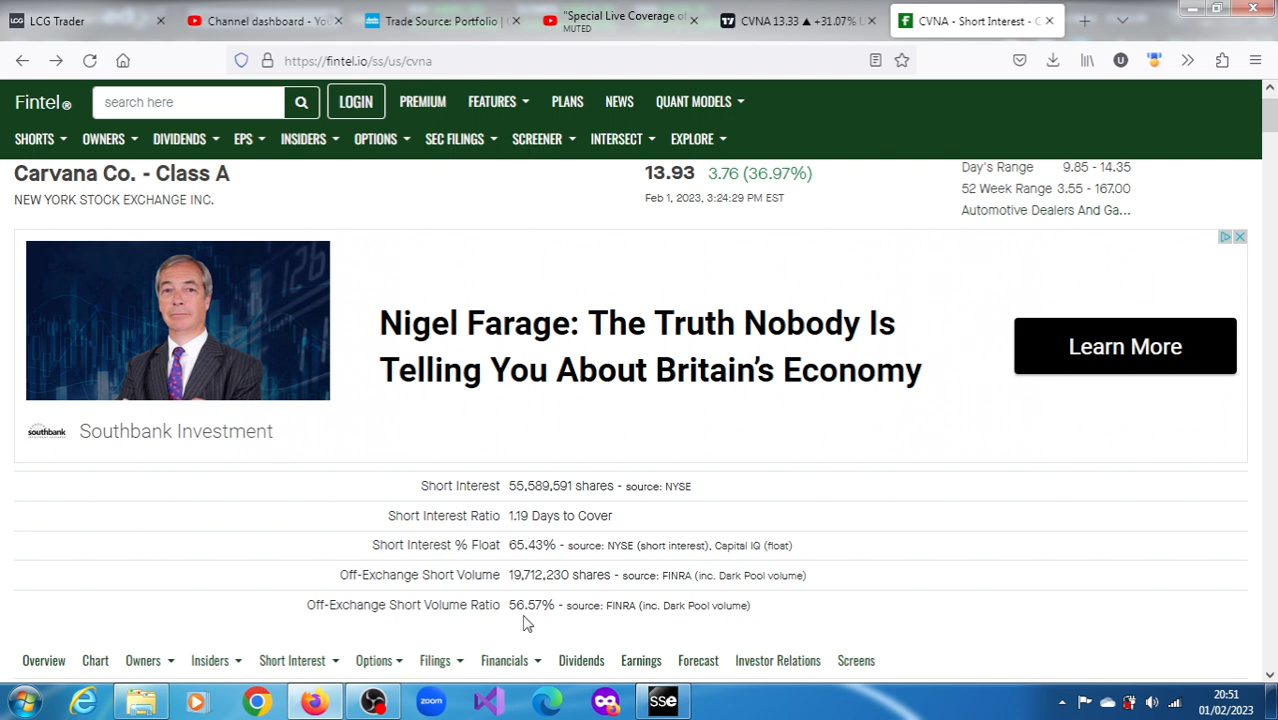 LCG LCG Trader
Channel dashboard - You
Trade Source: Portfolio |
"Special Live Coverage of
MUTED
CVNA 13.33 ▲ +31.07%
CVNA - Short Interest - C
https://fintel.io/ss/us/cvna
Fintel®
search here
LOGIN
PREMIUM
FEATURES
PLANS
NEWS
QUANT MODELS
SHORTS
OWNERS
DIVIDENDS
EPS
INSIDERS
OPTIONS
SEC FILINGS
SCREENER
INTERSECT
EXPLORE
Carvana Co. - Class A
NEW YORK STOCK EXCHANGE INC.
13.93 3.76 (36.97%)
Feb 1, 2023, 3:24:29 PM EST
Day's Range 9.85 - 14.35
52 Week Range 3.55 - 167.00
Automotive Dealers And Ga...
Nigel Farage: The Truth Nobody Is
Telling You About Britain's Economy
Learn More
southbank Southbank Investment
Short Interest 55,589,591 shares - source: NYSE
Short Interest Ratio 1.19 Days to Cover
Short Interest % Float 65.43% - source: NYSE (short interest), Capital IQ (float)
Off-Exchange Short Volume 19,712,230 shares - source: FINRA (inc. Dark Pool volume)
Off-Exchange Short Volume Ratio 56.57% - source: FINRA (inc. Dark Pool volume)
Overview
Chart
Owners
Insiders
Short Interest
Options
Filings
Financials
Dividends
Earnings
Forecast
Investor Relations
Screens
zoom
sse
20:51
01/02/2023